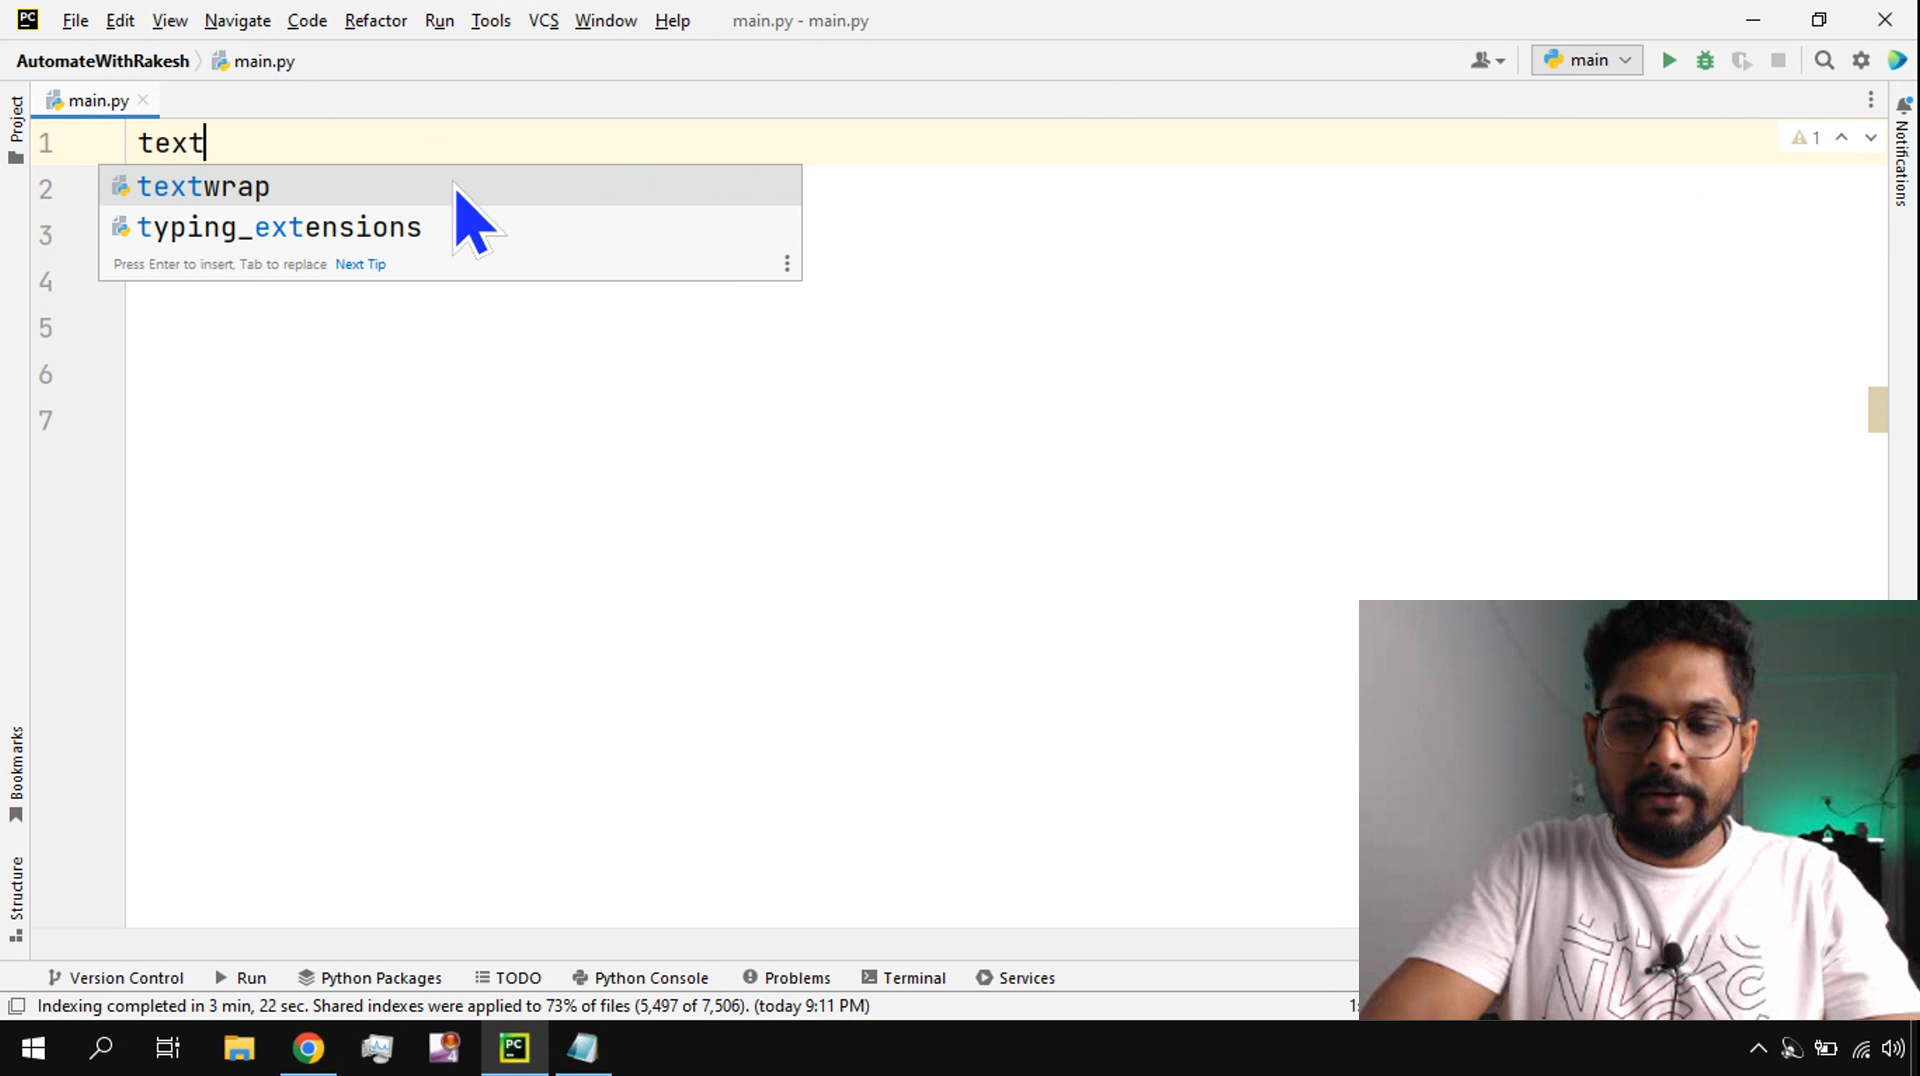 PC File Edit View Navigate Code Refactor Run Tools VCS Window Help main.py - main.py
AutomateWithRakesh main.py main
Project
main.py
Notifications
1 text 1
2 textwrap
3 typing_extensions
Press Enter to insert, Tab to replace Next Tip
4
5
6
7
Bookmarks
Structure
Version Control Run Python Packages TODO Python Console Problems Terminal Services
Indexing completed in 3 min, 22 sec. Shared indexes were applied to 73% of files (5,497 of 7,506). (today 9:11 PM)
4 PC